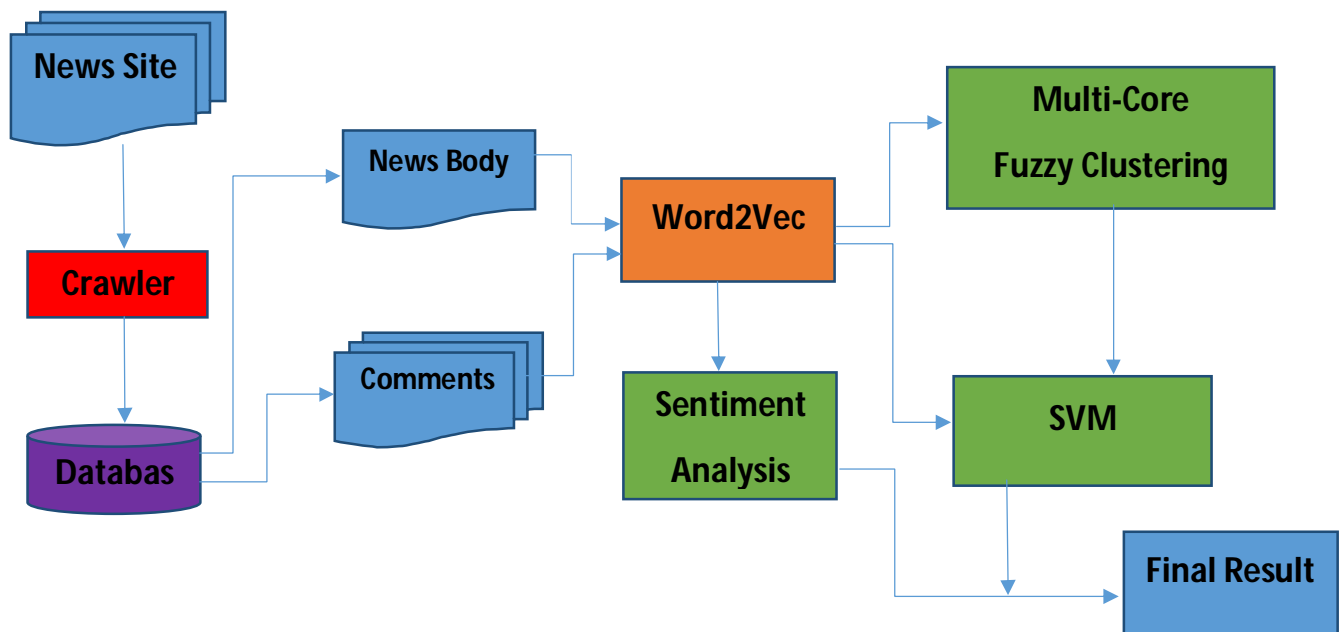 News Site
Crawler
Databas
News Body
Comments
Word2Vec
Sentiment
Analysis
Multi-Core
Fuzzy Clustering
SVM
Final Result